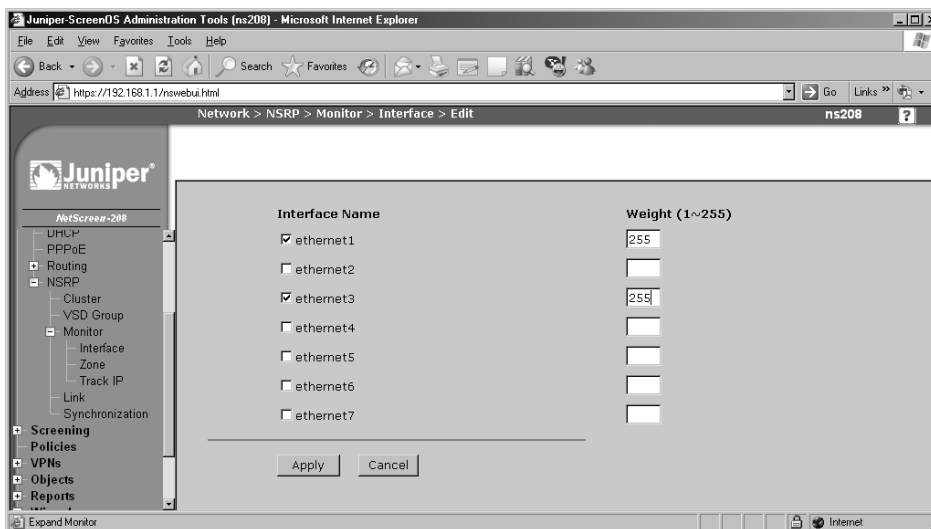 Juniper-ScreenOS Administration Tools (ns208) - Microsoft Internet Explorer
File Edit View Favorites Tools Help
Back Search Favorites
Address https://192.168.1.1/nswebui.html Go Links »
Network > NSRP > Monitor > Interface > Edit ns208 ?
Juniper®
NETWORKS
NetScreen-208
DHCP
PPPoE
Routing
NSRP
Cluster
VSD Group
Monitor
Interface
Zone
Track IP
Link
Synchronization
Screening
Policies
VPNs
Objects
Reports
Interface Name Weight (1~255)
ethernet1 255
ethernet2
ethernet3 255
ethernet4
ethernet5
ethernet6
ethernet7
Apply Cancel
Expand Monitor Internet